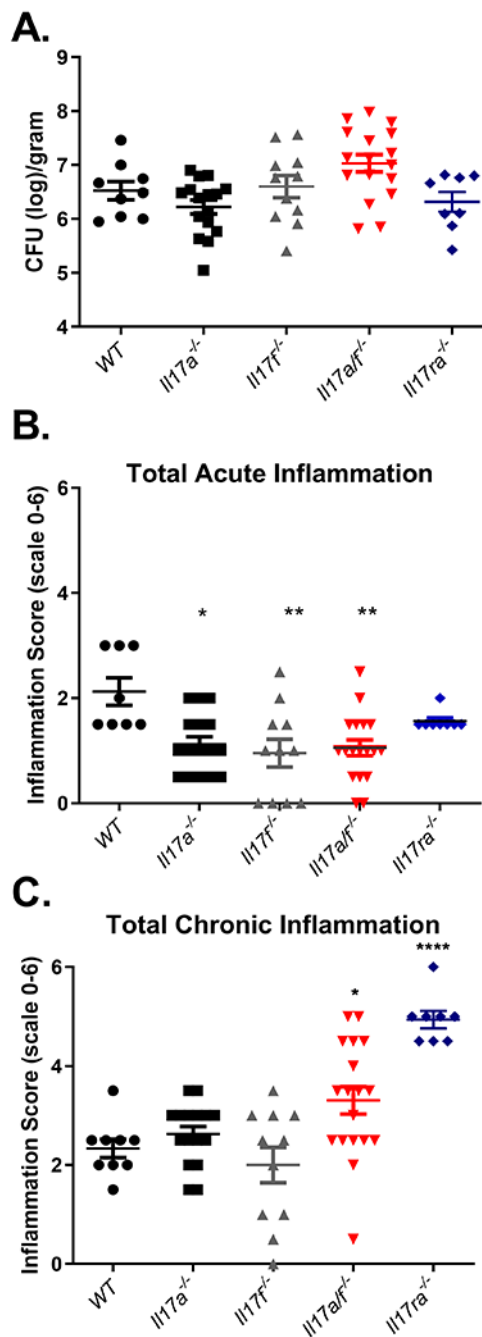 A.
9
8
7
6
5
4
CFU (log)/gram
WT
Il17a-/-
Il17f-/-
Il17a/f-/-
Il17ra-/-
B.
Total Acute Inflammation
6
4
2
0
Inflammation Score (scale 0-6)
*
**
**
WT
Il17a-/-
Il17f-/-
Il17a/f-/-
Il17ra-/-
C.
Total Chronic Inflammation
6
4
2
0
Inflammation Score (scale 0-6)
*
****
WT
Il17a-/-
Il17f-/-
Il17a/f-/-
Il17ra-/-